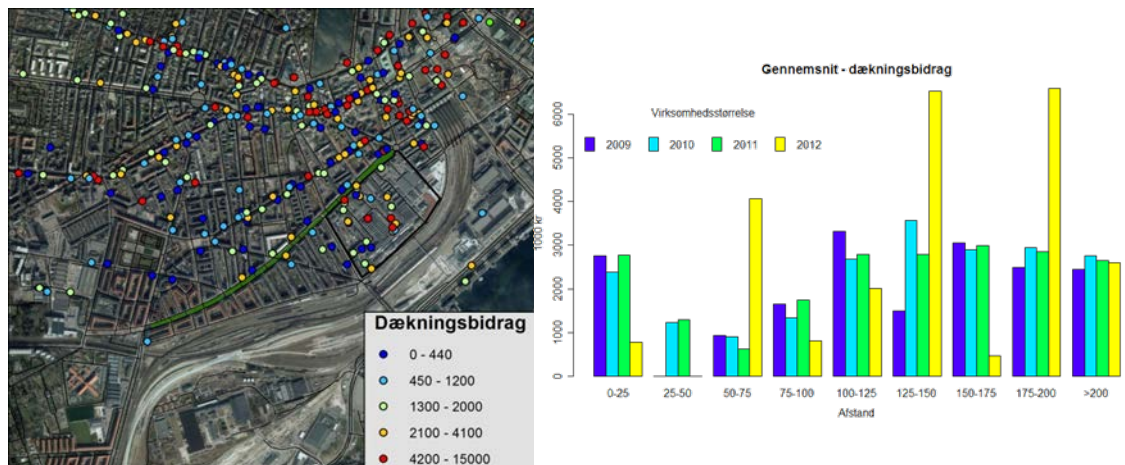 Dækningsbidrag
0 - 440
450 - 1200
1300 - 2000
2100 - 4100
4200 - 15000
Gennemsnit - dækningsbidrag
Virksomhedsstørrelse
2009 2010 2011 2012
1000 kr
6000
5000
4000
3000
2000
1000
0
0-25 25-50 50-75 75-100 100-125 125-150 150-175 175-200 >200
Afstand